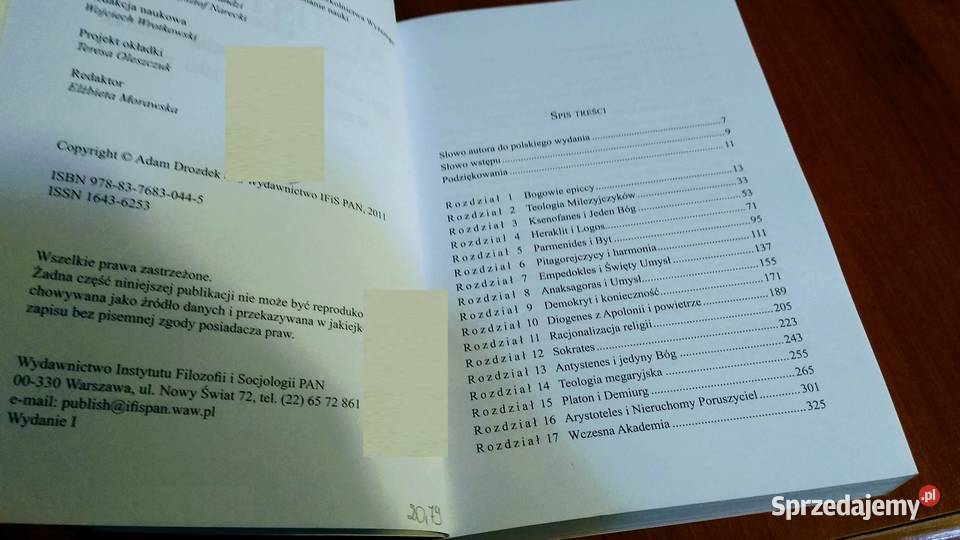 Redakcja naukowa
Wojciech Wrotkowski
Projekt okładki
Teresa Oleszczuk
Redaktor
Elżbieta Morawska
Copyright © Adam Drozdek
Wydawnictwo IFiS PAN, 2011
ISBN 978-83-7683-044-5
ISSN 1643-6253
Wszelkie prawa zastrzeżone.
Żadna część niniejszej publikacji nie może być reproduko
chowywana jako źródło danych i przekazywana w jakiejk
zapisu bez pisemnej zgody posiadacza praw.
Wydawnictwo Instytutu Filozofii i Socjologii PAN
00-330 Warszawa, ul. Nowy Świat 72, tel. (22) 65 72 861
e-mail: publish@ifispan.waw.pl
Wydanie I
20,79
SPIS TREŚCI
Słowo autora do polskiego wydania 7
Słowo wstępu 9
Podziękowania 11
Rozdział 1 Bogowie epiccy 13
Rozdział 2 Teologia Milezyjczyków 33
Rozdział 3 Ksenofanes i Jeden Bóg 53
Rozdział 4 Heraklit i Logos 71
Rozdział 5 Parmenides i Byt 95
Rozdział 6 Pitagorejczycy i harmonia 111
Rozdział 7 Empedokles i Święty Umysł 137
Rozdział 8 Anaksagoras i Umysł 155
Rozdział 9 Demokryt i konieczność 171
Rozdział 10 Diogenes z Apolonii i powietrze 189
Rozdział 11 Racjonalizacja religii 205
Rozdział 12 Sokrates 223
Rozdział 13 Antystenes i jedyny Bóg 243
Rozdział 14 Teologia megaryjska 255
Rozdział 15 Platon i Demiurg 265
Rozdział 16 Arystoteles i Nieruchomy Poruszyciel 301
Rozdział 17 Wczesna Akademia 325
Sprzedajemy.pl